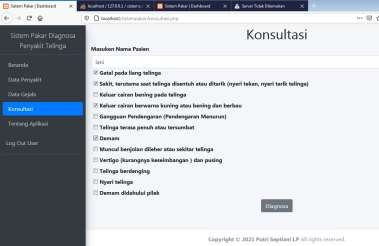 Sistem Pakar | Dashboard
localhost / 127.0.0.1 / sistem
Sistem Pakar | Dashboard
Server Tidak Ditemukan
localhost/sistempakar/konsultasi.php
Sistem Pakar Diagnosa
Penyakit Telinga
Beranda
Data Penyakit
Data Gejala
Konsultasi
Tentang Aplikasi
Log Out User
Konsultasi
Masukan Nama Pasien
Gatal pada liang telinga
Sakit, terutama saat telinga disentuh atau ditarik (nyeri tekan, nyeri tarik telinga)
Keluar cairan bening pada telinga
Keluar cairan berwarna kuning atau bening dan berbau
Gangguan Pendengaran (Pendengaran Menurun)
Telinga terasa penuh atau tersumbat
Demam
Muncul benjolan dileher atau sekitar telinga
Vertigo (kurangnya keseimbangan ) dan pusing
Telinga berdenging
Nyeri telinga
Demam didahului pilek
Diagnosa
Copyright © 2021 Putri Septiani LP All rights reserved.